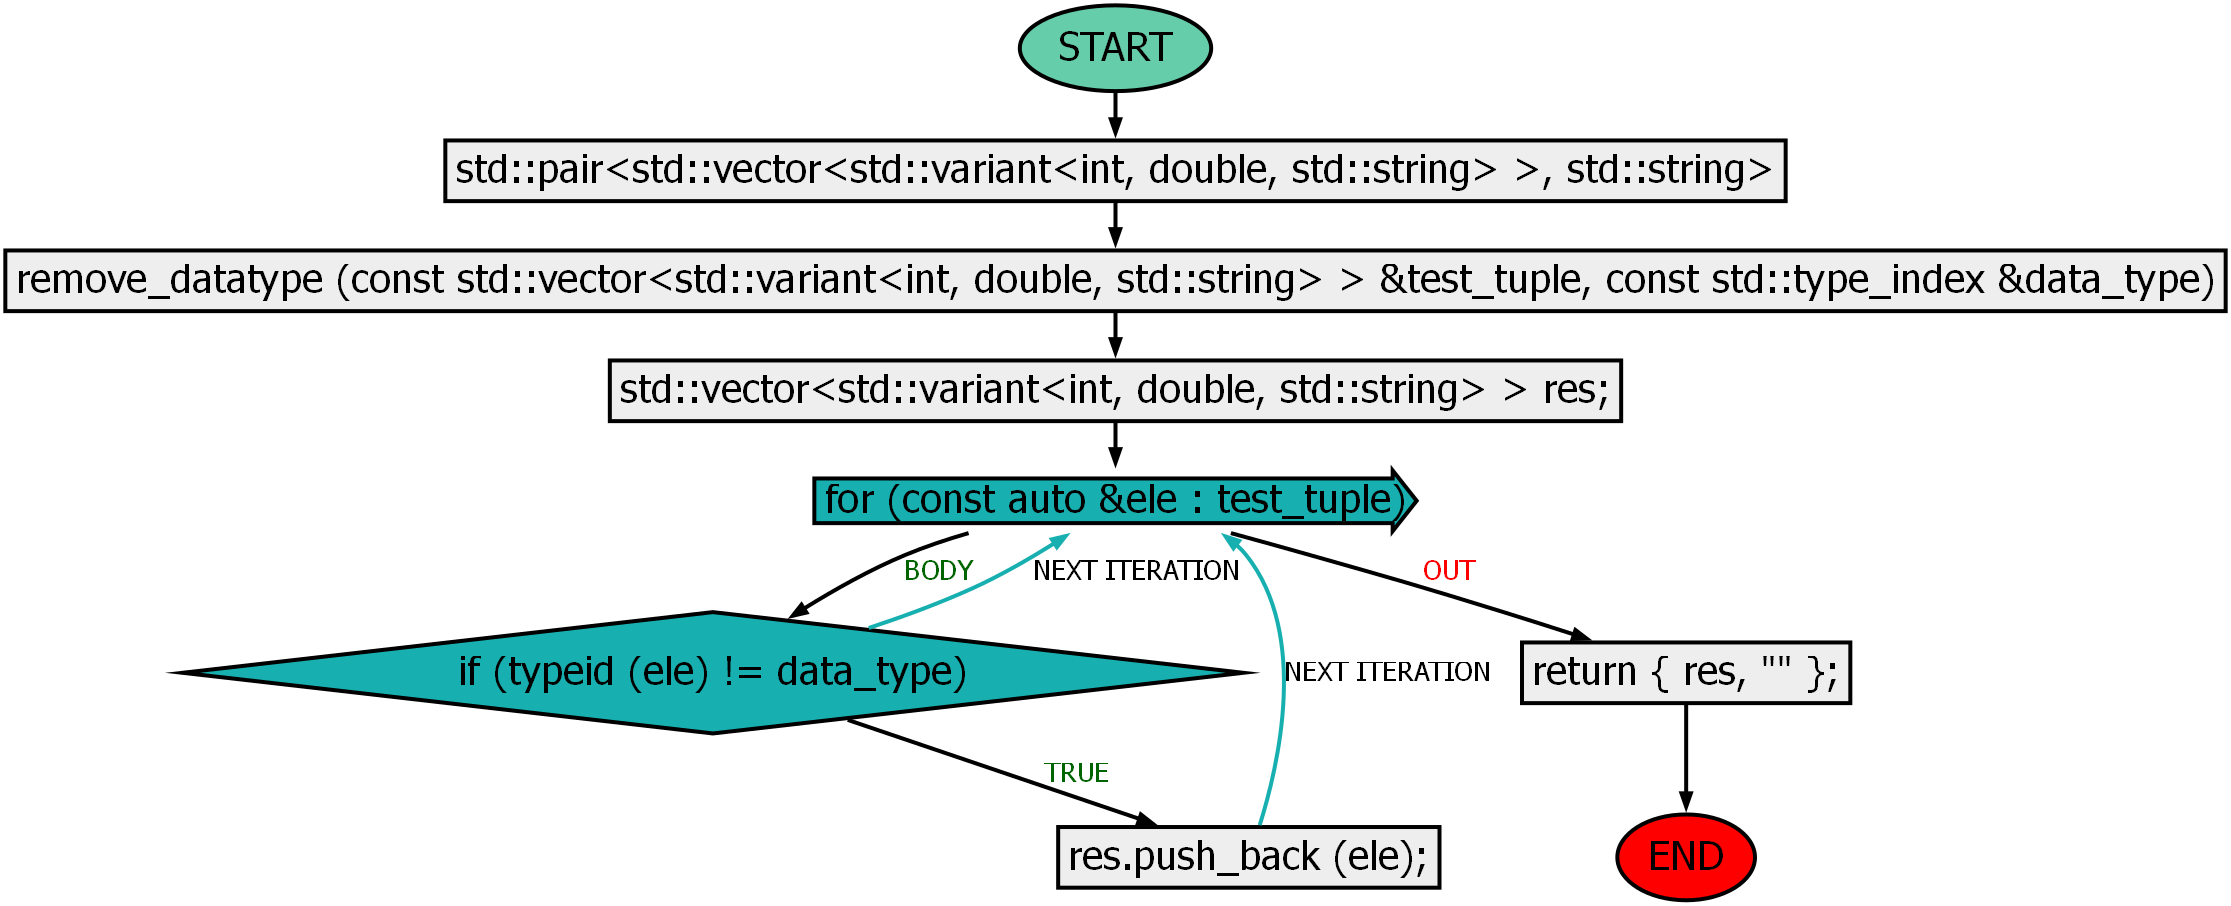 START
std::pair<std::vector<std::variant<int, double, std::string> >, std::string>
remove_datatype (const std::vector<std::variant<int, double, std::string> > &test_tuple, const std::type_index &data_type)
std::vector<std::variant<int, double, std::string> > res;
for (const auto &ele : test_tuple)
BODY
NEXT ITERATION
OUT
if (typeid (ele) != data_type)
NEXT ITERATION
return { res, "" };
TRUE
res.push_back (ele);
END